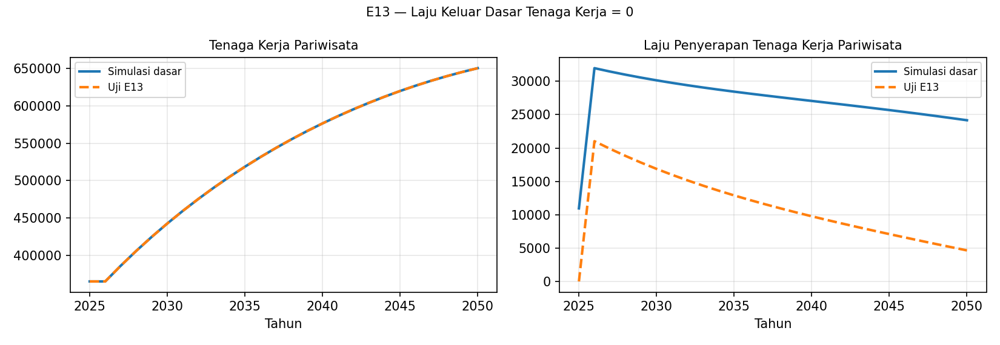 E13 — Laju Keluar Dasar Tenaga Kerja = 0
Tenaga Kerja Pariwisata
650000
600000
550000
500000
450000
400000
Simulasi dasar
Uji E13
2025 2030 2035 2040 2045 2050
Tahun
Laju Penyerapan Tenaga Kerja Pariwisata
30000
25000
20000
15000
10000
5000
0
Simulasi dasar
Uji E13
2025 2030 2035 2040 2045 2050
Tahun